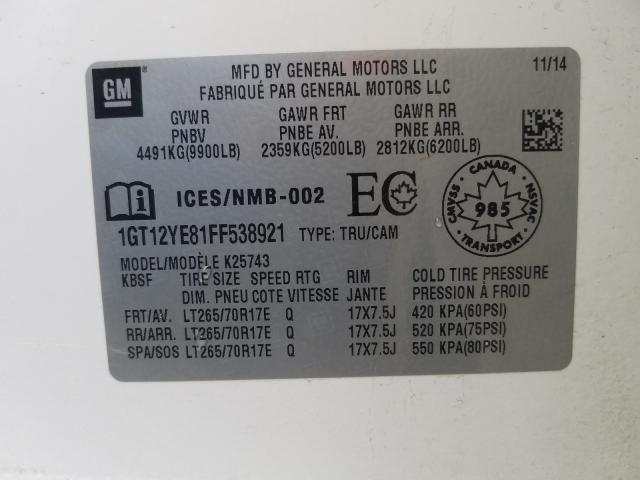 GM
MFD BY GENERAL MOTORS LLC 11/14
FABRIQUÉ PAR GENERAL MOTORS LLC
GVWR GAWR FRT GAWR RR
PNBV PNBE AV. PNBE ARR.
4491KG(9900LB) 2359KG(5200LB) 2812KG(6200LB)
ICES/NMB-002 EC
CANADA
CMVSS 985 NSVAC
TRANSPORT
1GT12YE81FF538921 TYPE: TRU/CAM
MODEL/MODÈLE K25743
KBSF TIRE SIZE SPEED RTG RIM COLD TIRE PRESSURE
DIM. PNEU COTE VITESSE JANTE PRESSION À FROID
FRT/AV. LT265/70R17E Q 17X7.5J 420 KPA(60PSI)
RR/ARR. LT265/70R17E Q 17X7.5J 520 KPA(75PSI)
SPA/SOS LT265/70R17E Q 17X7.5J 550 KPA(80PSI)